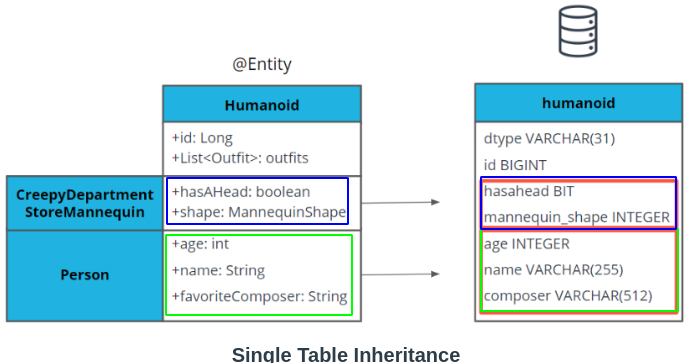 @Entity
Humanoid
+id: Long
+List<Outfit>: outfits
CreepyDepartment
StoreMannequin
+hasAHead: boolean
+shape: MannequinShape
Person
+age: int
+name: String
+favoriteComposer: String
humanoid
dtype VARCHAR(31)
id BIGINT
hasahead BIT
mannequin_shape INTEGER
age INTEGER
name VARCHAR(255)
composer VARCHAR(512)
Single Table Inheritance